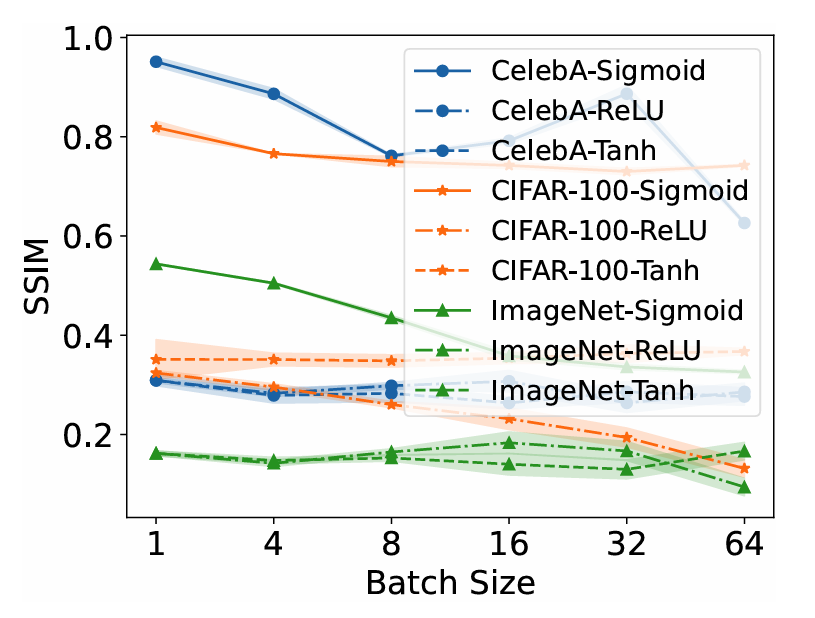 1.0
0.8
0.6
0.4
0.2
SSIM
CelebA-Sigmoid
CelebA-ReLU
CelebA-Tanh
CIFAR-100-Sigmoid
CIFAR-100-ReLU
CIFAR-100-Tanh
ImageNet-Sigmoid
ImageNet-ReLU
ImageNet-Tanh
1 4 8 16 32 64
Batch Size